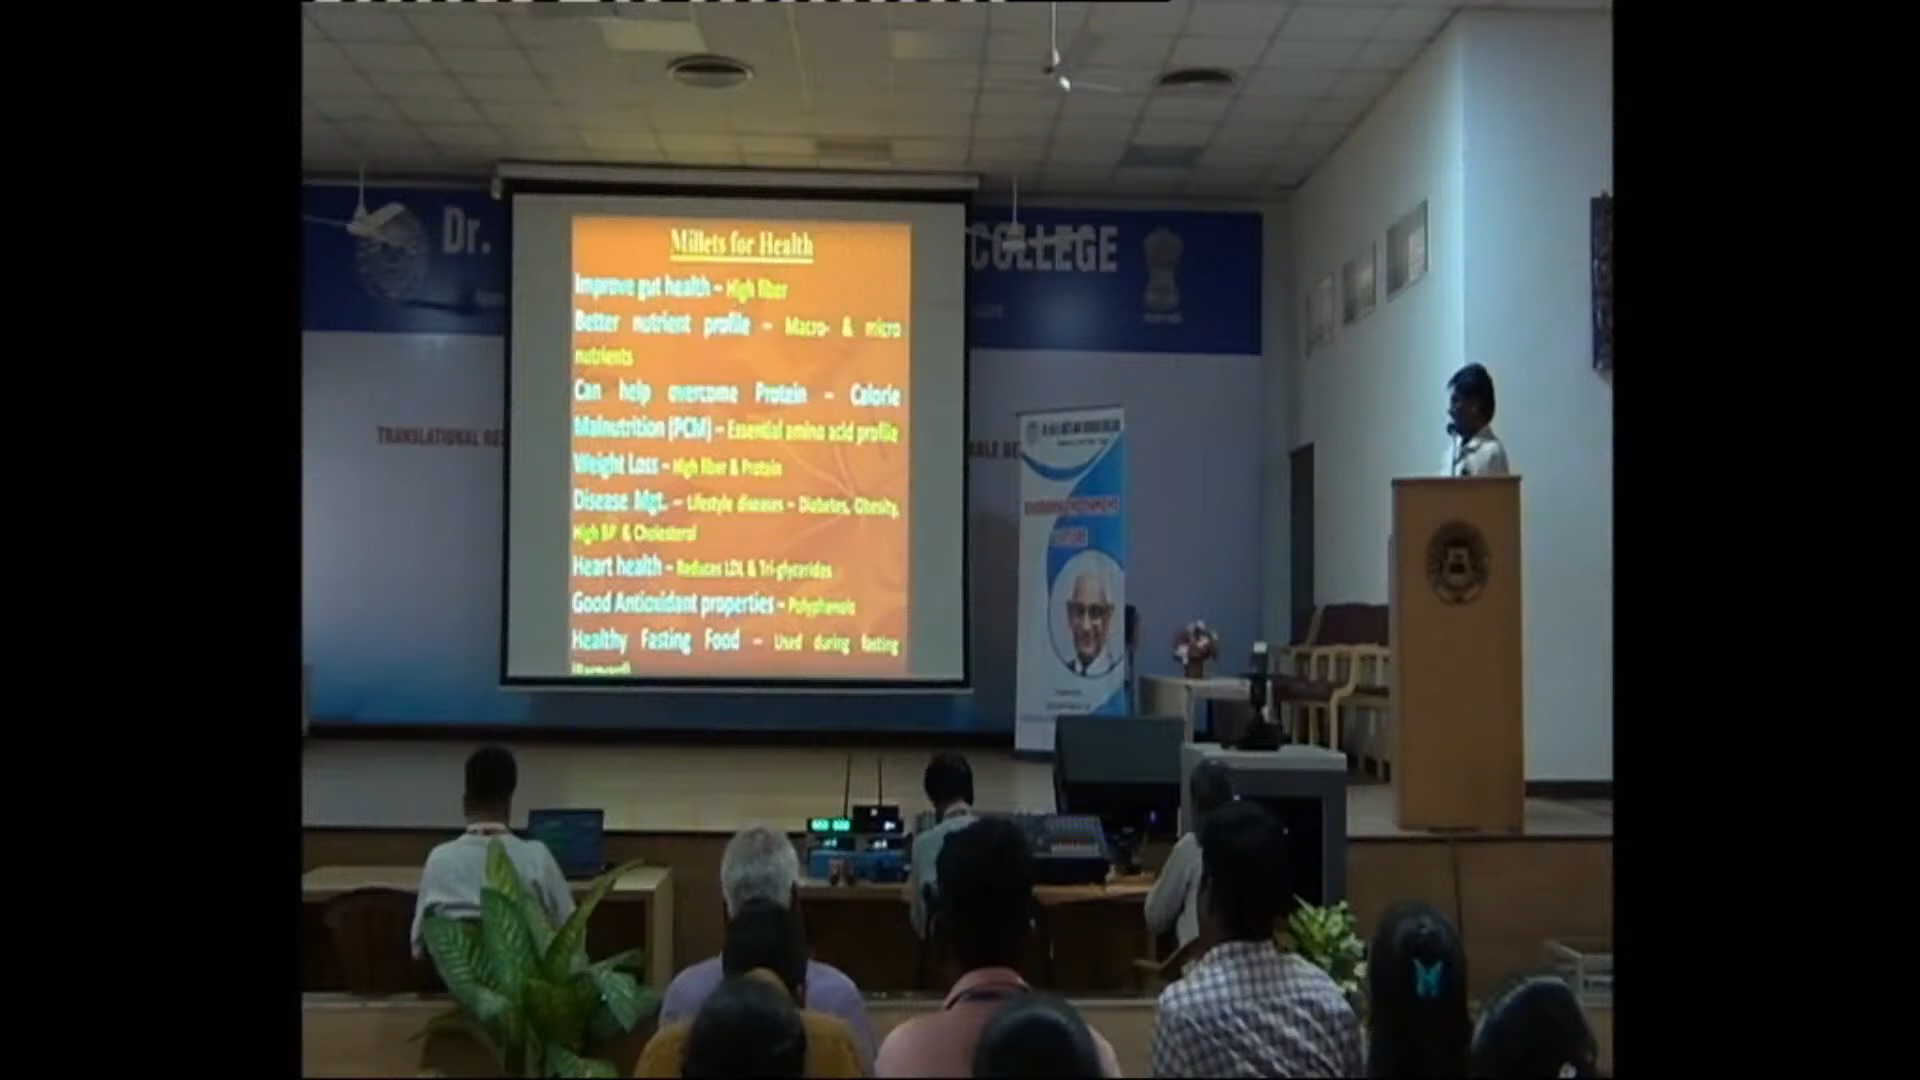 Dr.
COLLEGE
Millets for Health
Improve gut health – High fiber
Better nutrient profile – Macro- & micro
nutrients
Can help overcome Protein – Calorie
Malnutrition (PCM) – Essential amino acid profile
Weight Loss – High fiber & Protein
Disease Mgt. – Lifestyle diseases – Diabetes, Obesity,
High BP & Cholesterol
Heart health – Reduces LDL & Tri-glycerides
Good Antioxidant properties – Polyphenols
Healthy Fasting Food – Used during fasting
TRANSLATIONAL